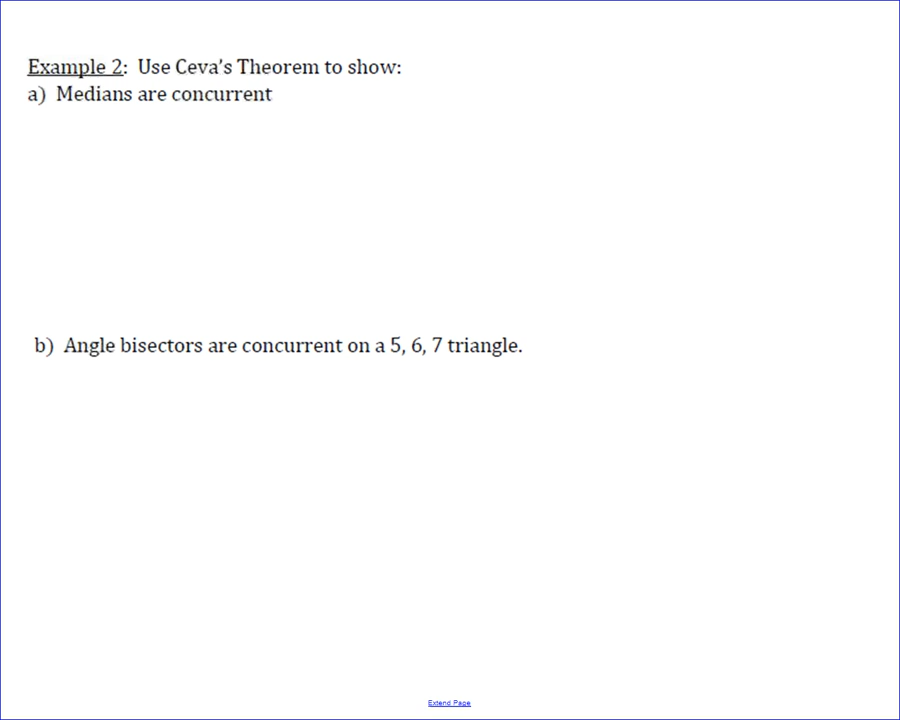 Example 2:  Use Ceva's Theorem to show:
a)  Medians are concurrent
b)  Angle bisectors are concurrent on a 5, 6, 7 triangle.
Extend Page